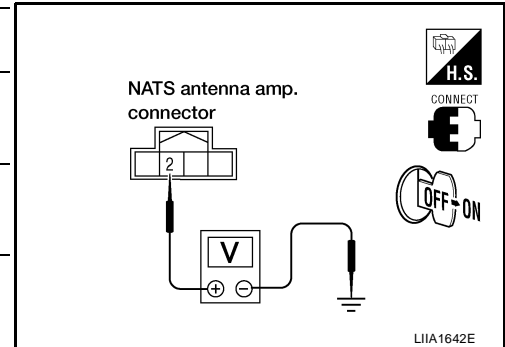 NATS antenna amp.
connector
H.S.
CONNECT
2
OFF
ON
V
+ -
LIIA1642E